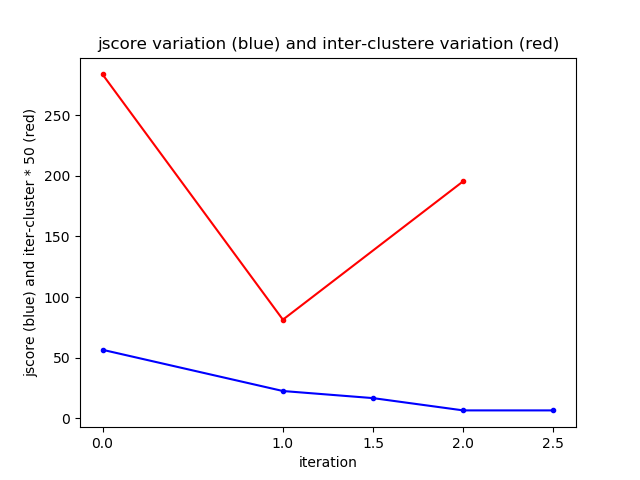 jscore variation (blue) and inter-clustere variation (red)
jscore (blue) and iter-cluster * 50 (red)
250
200
150
100
50
0
0.0 1.0 1.5 2.0 2.5
iteration